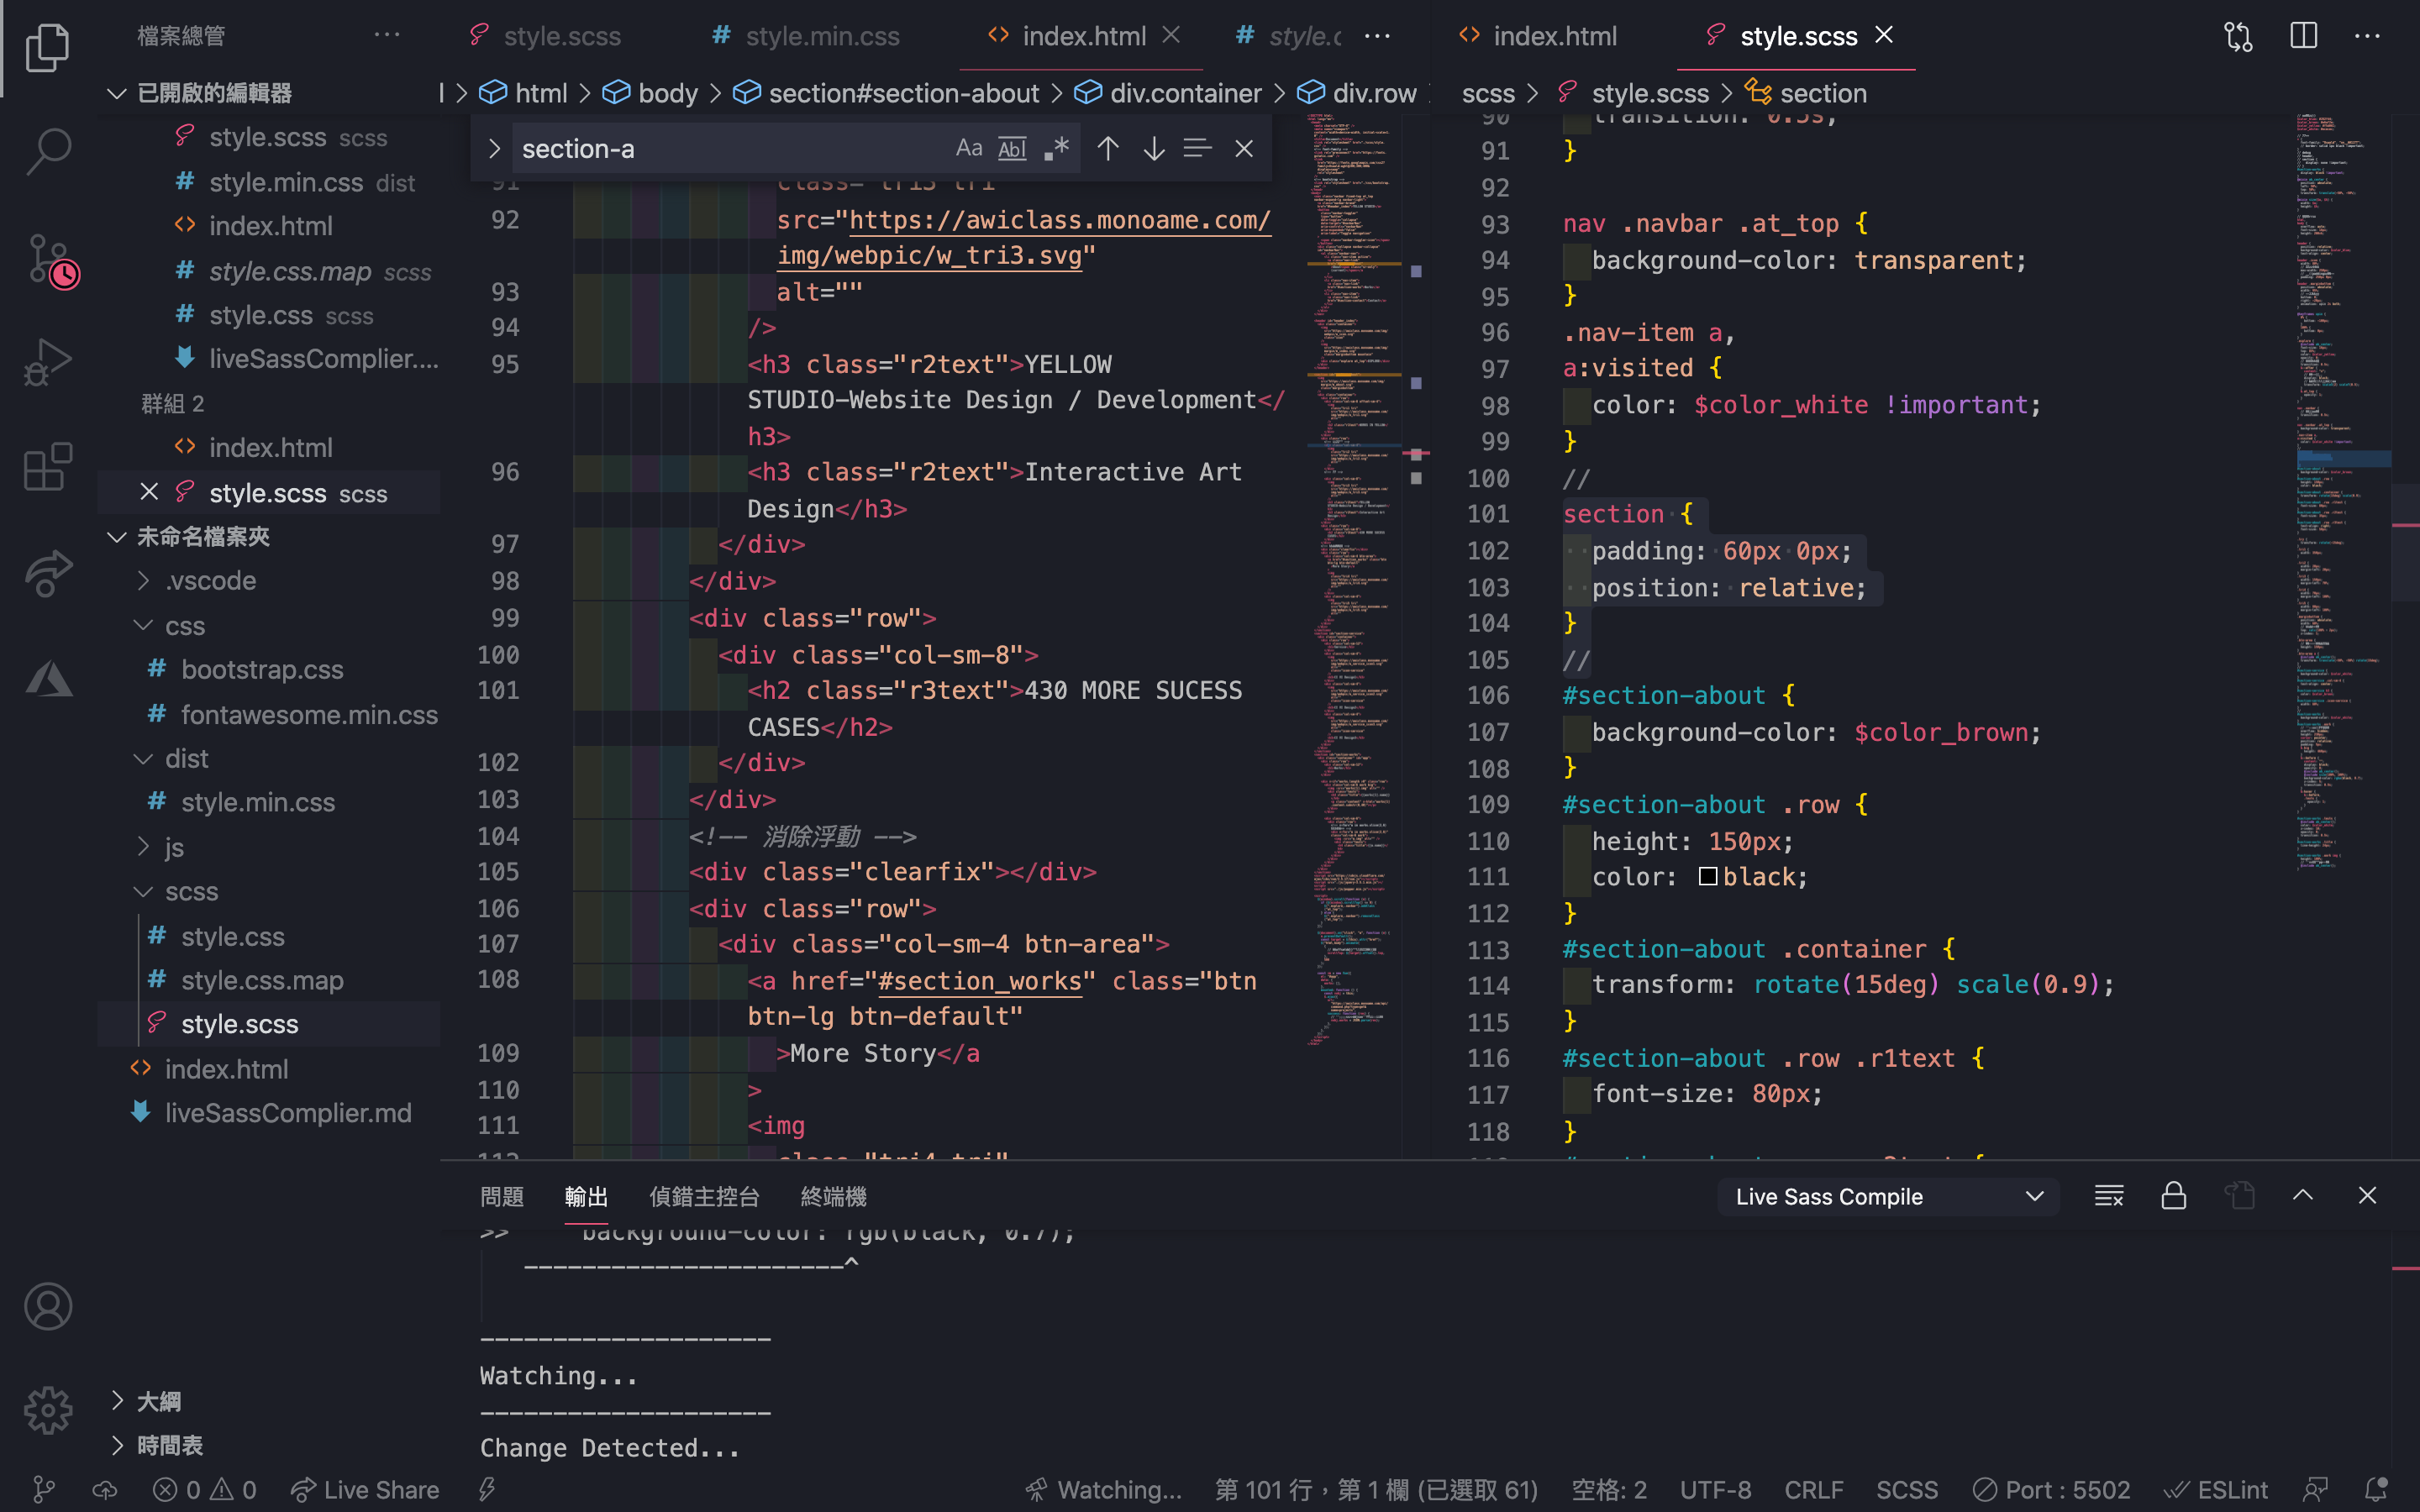 檔案總管
已開啟的編輯器
style.scss scss
style.min.css dist
index.html
style.css.map scss
style.css scss
liveSassComplier....
群組 2
index.html
style.scss scss
未命名檔案夾
.vscode
css
bootstrap.css
fontawesome.min.css
dist
style.min.css
js
scss
style.css
style.css.map
style.scss
index.html
liveSassComplier.md
大綱
時間表
style.scss
style.min.css
index.html
style.c
html > body > section#section-about > div.container > div.row
section-a
Aa Abl .*
91 class="tri3 tri"
92 src="https://awiclass.monoame.com/
img/webpic/w_tri3.svg"
93 alt=""
94 />
95 <h3 class="r2text">YELLOW
STUDIO-Website Design / Development</
h3>
96 <h3 class="r2text">Interactive Art
Design</h3>
97 </div>
98 </div>
99 <div class="row">
100 <div class="col-sm-8">
101 <h2 class="r3text">430 MORE SUCESS
CASES</h2>
102 </div>
103 </div>
104 <!-- 消除浮動 -->
105 <div class="clearfix"></div>
106 <div class="row">
107 <div class="col-sm-4 btn-area">
108 <a href="#section_works" class="btn
btn-lg btn-default"
109 >More Story</a
110 >
111 <img
112 class="tri4 tri"
index.html
style.scss
scss > style.scss > section
90 transition: 0.5s;
91 }
92
93 nav .navbar .at_top {
94 background-color: transparent;
95 }
96 .nav-item a,
97 a:visited {
98 color: $color_white !important;
99 }
100 //
101 section {
102 padding: 60px 0px;
103 position: relative;
104 }
105 //
106 #section-about {
107 background-color: $color_brown;
108 }
109 #section-about .row {
110 height: 150px;
111 color: black;
112 }
113 #section-about .container {
114 transform: rotate(15deg) scale(0.9);
115 }
116 #section-about .row .r1text {
117 font-size: 80px;
118 }
問題 輸出 偵錯主控台 終端機
Live Sass Compile
>> background-color: rgb(black, 0.7);
----------------------^
--------------------
Watching...
--------------------
Change Detected...
0 0 Live Share
Watching... 第 101 行，第 1 欄 (已選取 61) 空格: 2 UTF-8 CRLF SCSS Port : 5502 ESLint